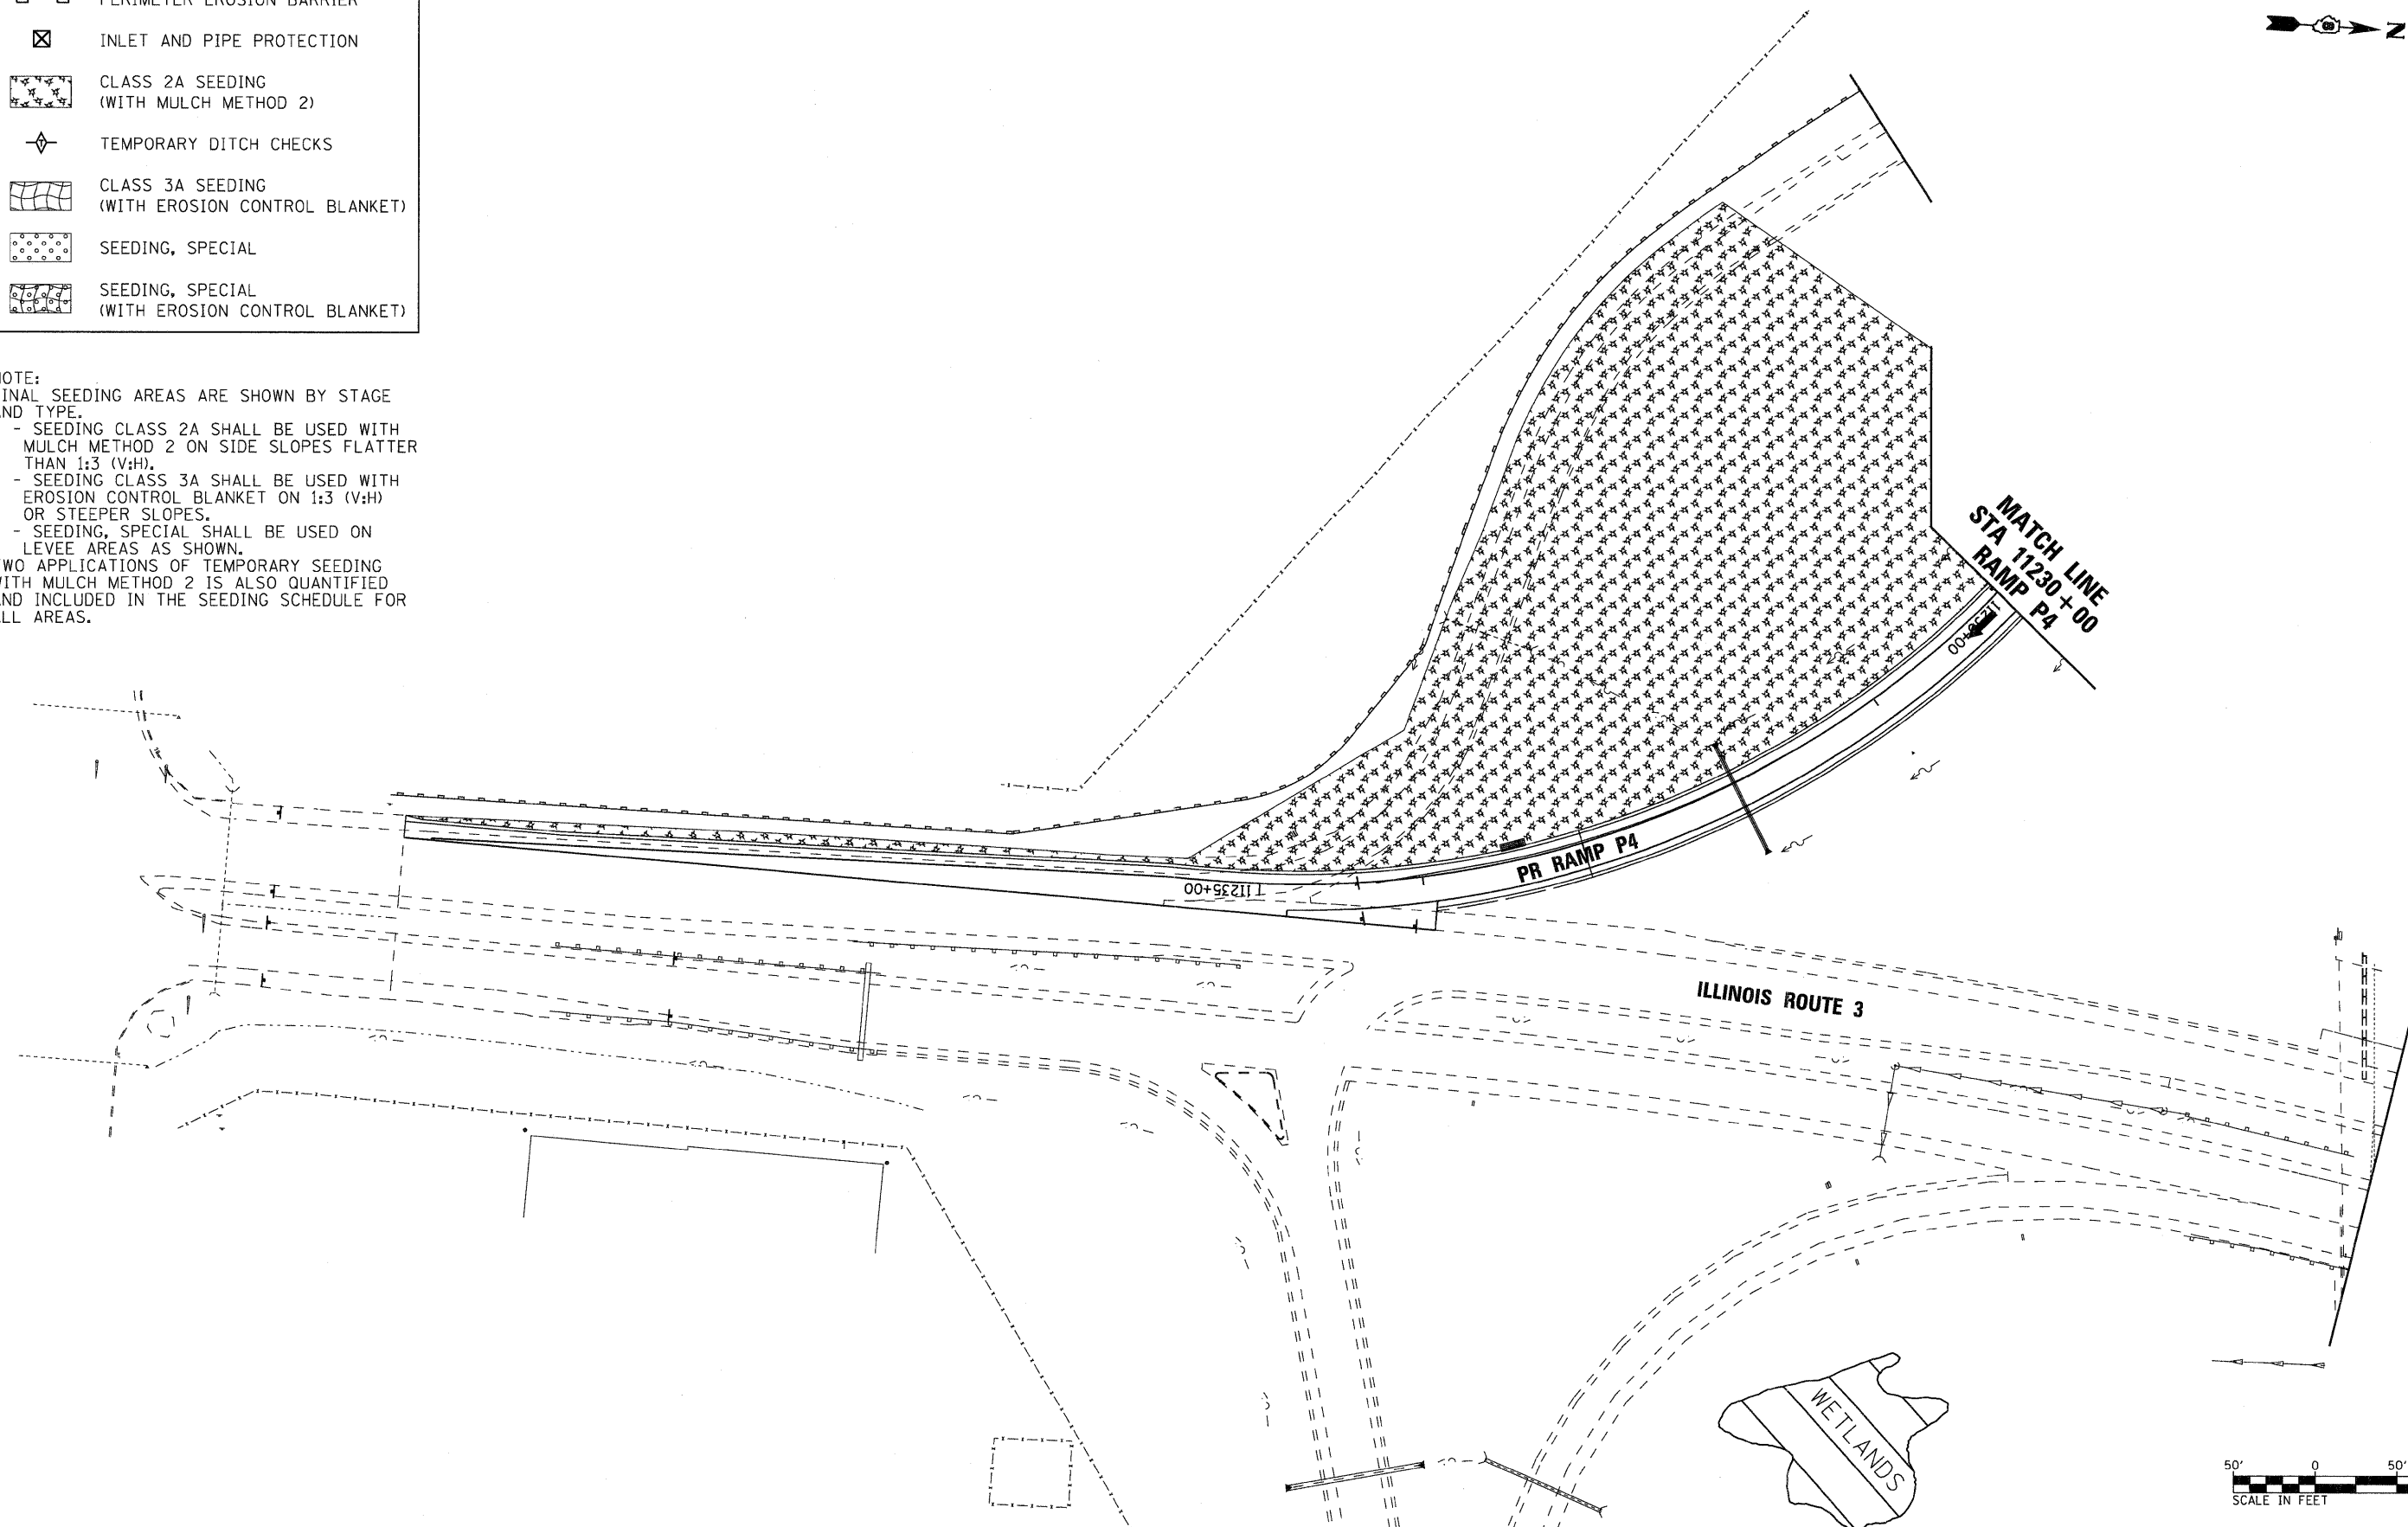 PERIMETER EROSION BARRIER
INLET AND PIPE PROTECTION
CLASS 2A SEEDING
(WITH MULCH METHOD 2)
TEMPORARY DITCH CHECKS
CLASS 3A SEEDING
(WITH EROSION CONTROL BLANKET)
SEEDING, SPECIAL
SEEDING, SPECIAL
(WITH EROSION CONTROL BLANKET)
OTE:
INAL SEEDING AREAS ARE SHOWN BY STAGE
ND TYPE.
- SEEDING CLASS 2A SHALL BE USED WITH
MULCH METHOD 2 ON SIDE SLOPES FLATTER
THAN 1:3 (V:H).
- SEEDING CLASS 3A SHALL BE USED WITH
EROSION CONTROL BLANKET ON 1:3 (V:H)
OR STEEPER SLOPES.
- SEEDING, SPECIAL SHALL BE USED ON
LEVEE AREAS AS SHOWN.
WO APPLICATIONS OF TEMPORARY SEEDING
WITH MULCH METHOD 2 IS ALSO QUANTIFIED
AND INCLUDED IN THE SEEDING SCHEDULE FOR
ALL AREAS.
N
MATCH LINE
STA 11230+00
RAMP P4
11230+00
PR RAMP P4
T11235+00
ILLINOIS ROUTE 3
WETLANDS
50' 0 50'
SCALE IN FEET